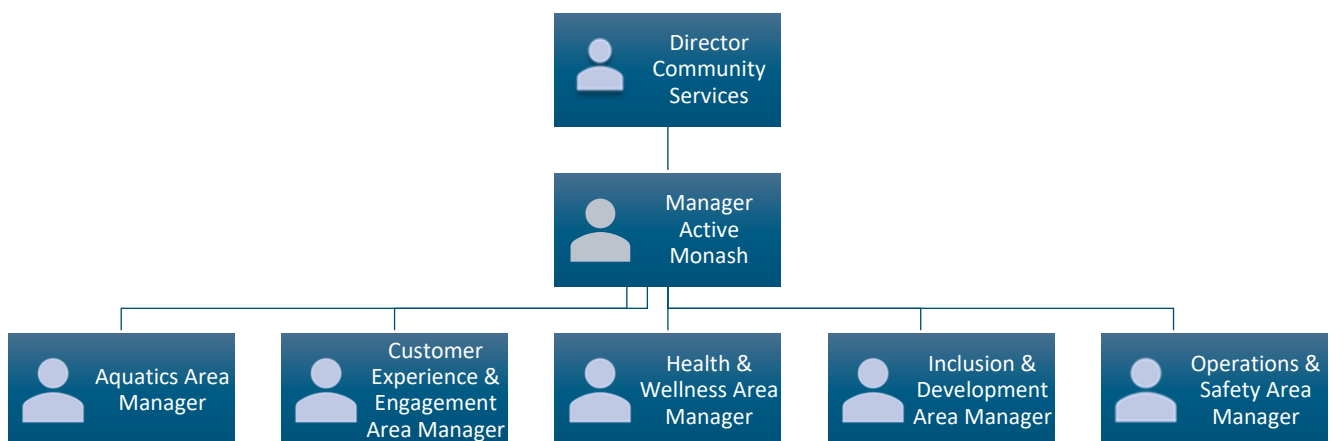 Director
Community
Services
Manager
Active
Monash
Aquatics Area
Manager
Customer
Experience &
Engagement
Area Manager
Health &
Wellness Area
Manager
Inclusion &
Development
Area Manager
Operations &
Safety Area
Manager